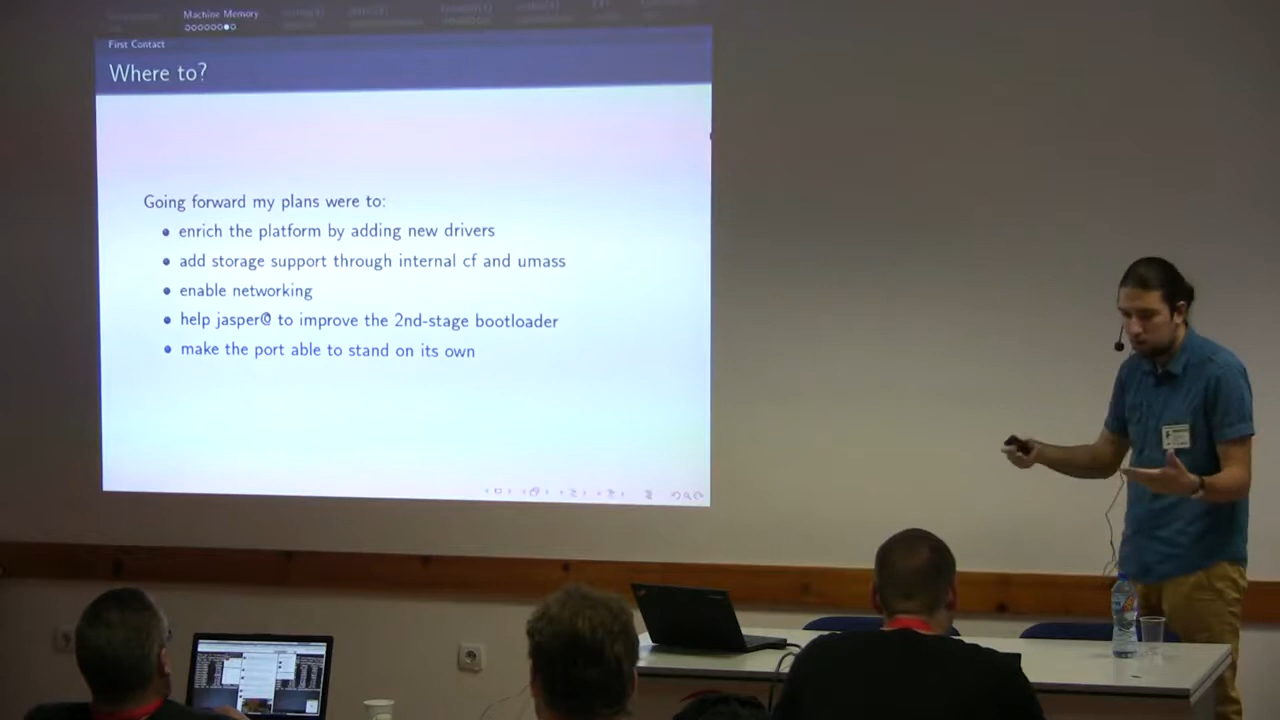 Machine Memory
First Contact
Where to?
Going forward my plans were to:
enrich the platform by adding new drivers
add storage support through internal cf and umass
enable networking
help jasper@ to improve the 2nd-stage bootloader
make the port able to stand on its own